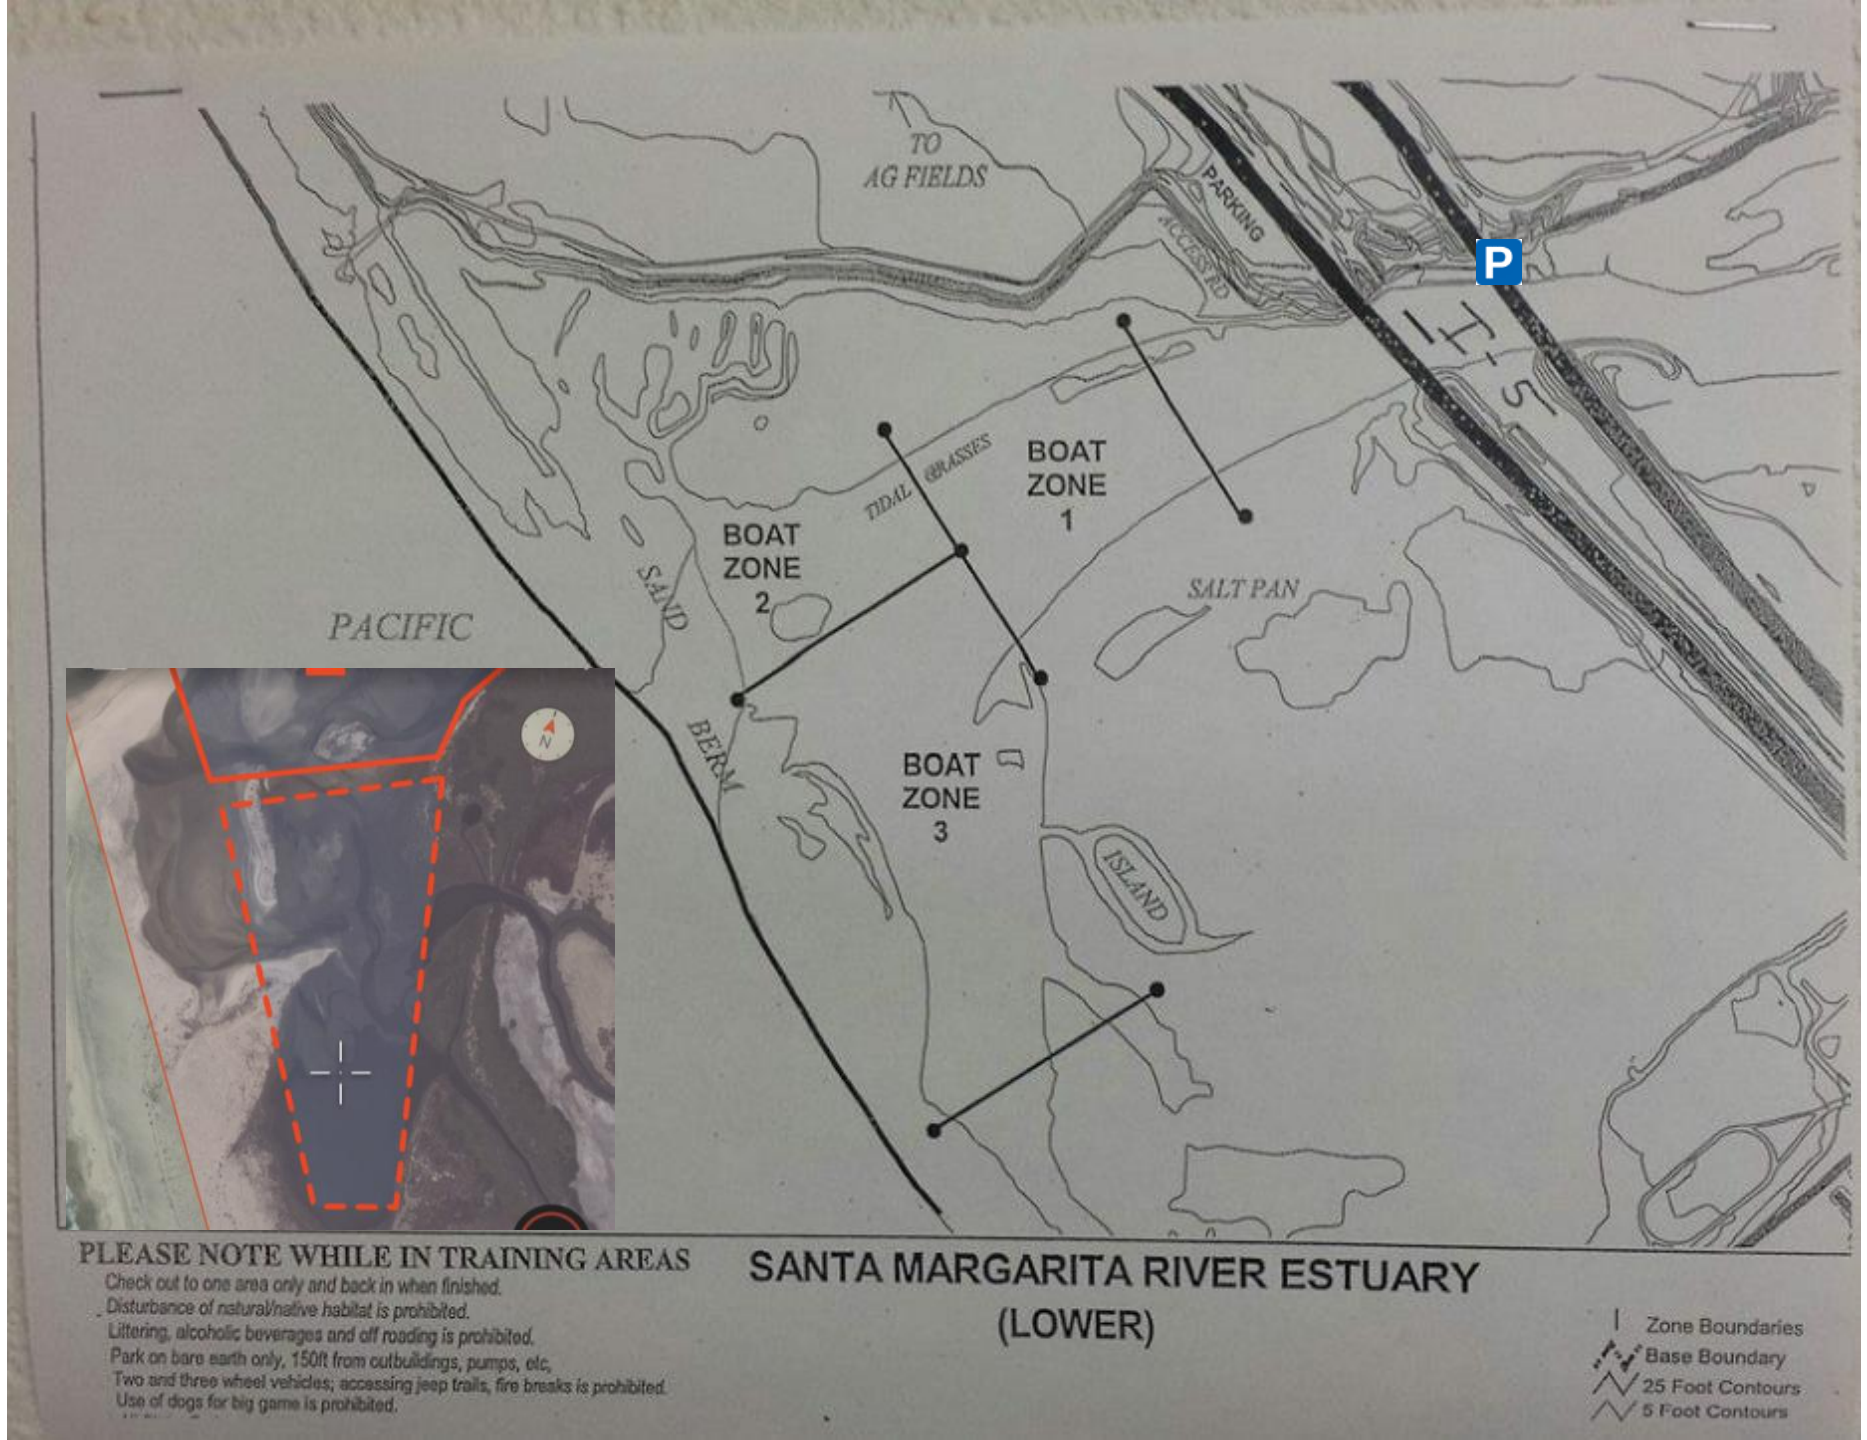 TO
AG FIELDS
PARKING
ACCESS RD
P
I-5
TIDAL GRASSES
BOAT
ZONE
1
BOAT
ZONE
2
SAND
BERM
SALT PAN
PACIFIC
N
BOAT
ZONE
3
ISLAND
PLEASE NOTE WHILE IN TRAINING AREAS
Check out to one area only and back in when finished.
Disturbance of natural/native habitat is prohibited.
Littering, alcoholic beverages and off roading is prohibited.
Park on bare earth only, 150ft from outbuildings, pumps, etc,
Two and three wheel vehicles; accessing jeep trails, fire breaks is prohibited.
Use of dogs for big game is prohibited.
SANTA MARGARITA RIVER ESTUARY
(LOWER)
Zone Boundaries
Base Boundary
25 Foot Contours
5 Foot Contours